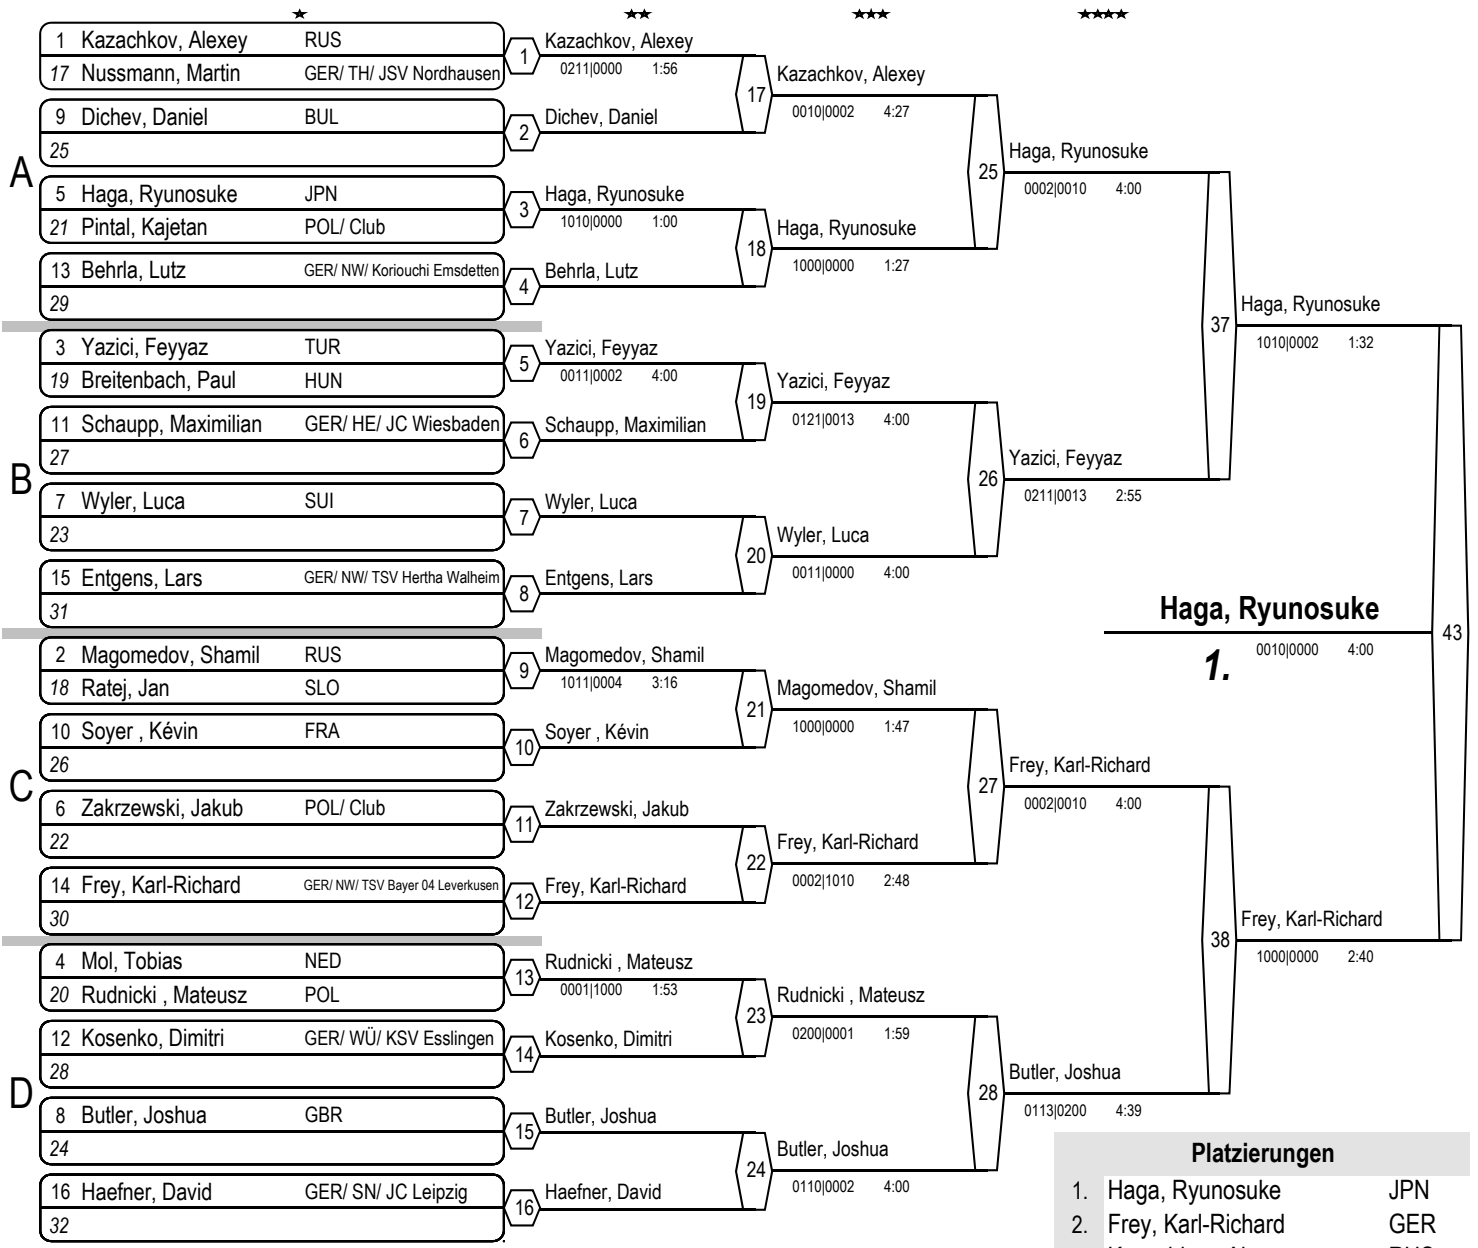 1 Kazachkov, Alexey RUS
17 Nussmann, Martin GER/ TH/ JSV Nordhausen
9 Dichev, Daniel BUL
25
A
5 Haga, Ryunosuke JPN
21 Pintal, Kajetan POL/ Club
13 Behrla, Lutz GER/ NW/ Koriouchi Emsdetten
29
3 Yazici, Feyyaz TUR
19 Breitenbach, Paul HUN
11 Schaupp, Maximilian GER/ HE/ JC Wiesbaden
27
B
7 Wyler, Luca SUI
23
15 Entgens, Lars GER/ NW/ TSV Hertha Walheim
31
2 Magomedov, Shamil RUS
18 Ratej, Jan SLO
10 Soyer , Kévin FRA
26
C
6 Zakrzewski, Jakub POL/ Club
22
14 Frey, Karl-Richard GER/ NW/ TSV Bayer 04 Leverkusen
30
4 Mol, Tobias NED
20 Rudnicki , Mateusz POL
12 Kosenko, Dimitri GER/ WÜ/ KSV Esslingen
28
D
8 Butler, Joshua GBR
24
16 Haefner, David GER/ SN/ JC Leipzig
32
1 Kazachkov, Alexey
0211|0000 1:56
2 Dichev, Daniel
3 Haga, Ryunosuke
1010|0000 1:00
4 Behrla, Lutz
5 Yazici, Feyyaz
0011|0002 4:00
6 Schaupp, Maximilian
7 Wyler, Luca
8 Entgens, Lars
9 Magomedov, Shamil
1011|0004 3:16
10 Soyer , Kévin
11 Zakrzewski, Jakub
12 Frey, Karl-Richard
13 Rudnicki , Mateusz
0001|1000 1:53
14 Kosenko, Dimitri
15 Butler, Joshua
16 Haefner, David
17 Kazachkov, Alexey
0010|0002 4:27
18 Haga, Ryunosuke
1000|0000 1:27
19 Yazici, Feyyaz
0121|0013 4:00
20 Wyler, Luca
0011|0000 4:00
21 Magomedov, Shamil
1000|0000 1:47
22 Frey, Karl-Richard
0002|1010 2:48
23 Rudnicki , Mateusz
0200|0001 1:59
24 Butler, Joshua
0110|0002 4:00
25 Haga, Ryunosuke
0002|0010 4:00
26 Yazici, Feyyaz
0211|0013 2:55
27 Frey, Karl-Richard
0002|0010 4:00
28 Butler, Joshua
0113|0200 4:39
37 Haga, Ryunosuke
1010|0002 1:32
38 Frey, Karl-Richard
1000|0000 2:40
Haga, Ryunosuke 43
1. 0010|0000 4:00
Platzierungen
1. Haga, Ryunosuke JPN
2. Frey, Karl-Richard GER